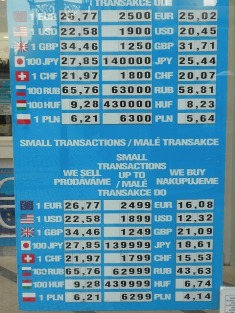 TRANSAKCE DO/
1 EUR 26,77 2500 EUR 25,02
1 USD 22,58 1900 USD 20,45
1 GBP 34,46 1250 GBP 31,71
100 JPY 27,85 140000 JPY 25,44
1 CHF 21,97 1800 CHF 20,07
100 RUB 65,76 63000 RUB 58,81
100 HUF 9,28 430000 HUF 8,23
1 PLN 6,21 6300 PLN 5,64
SMALL TRANSACTIONS / MALÉ TRANSAKCE
WE SELL
PRODÁVÁME
SMALL
TRANSACTIONS
UP TO
/ MALÉ
TRANSAKCE DO
WE BUY
NAKUPUJEME
1 EUR 26,77 2499 EUR 16,08
1 USD 22,58 1899 USD 12,32
1 GBP 34,46 1249 GBP 21,09
100 JPY 27,85 139999 JPY 18,61
1 CHF 21,97 1799 CHF 15,53
100 RUB 65,76 62999 RUB 43,63
100 HUF 9,28 429999 HUF 6,74
1 PLN 6,21 6299 PLN 4,14